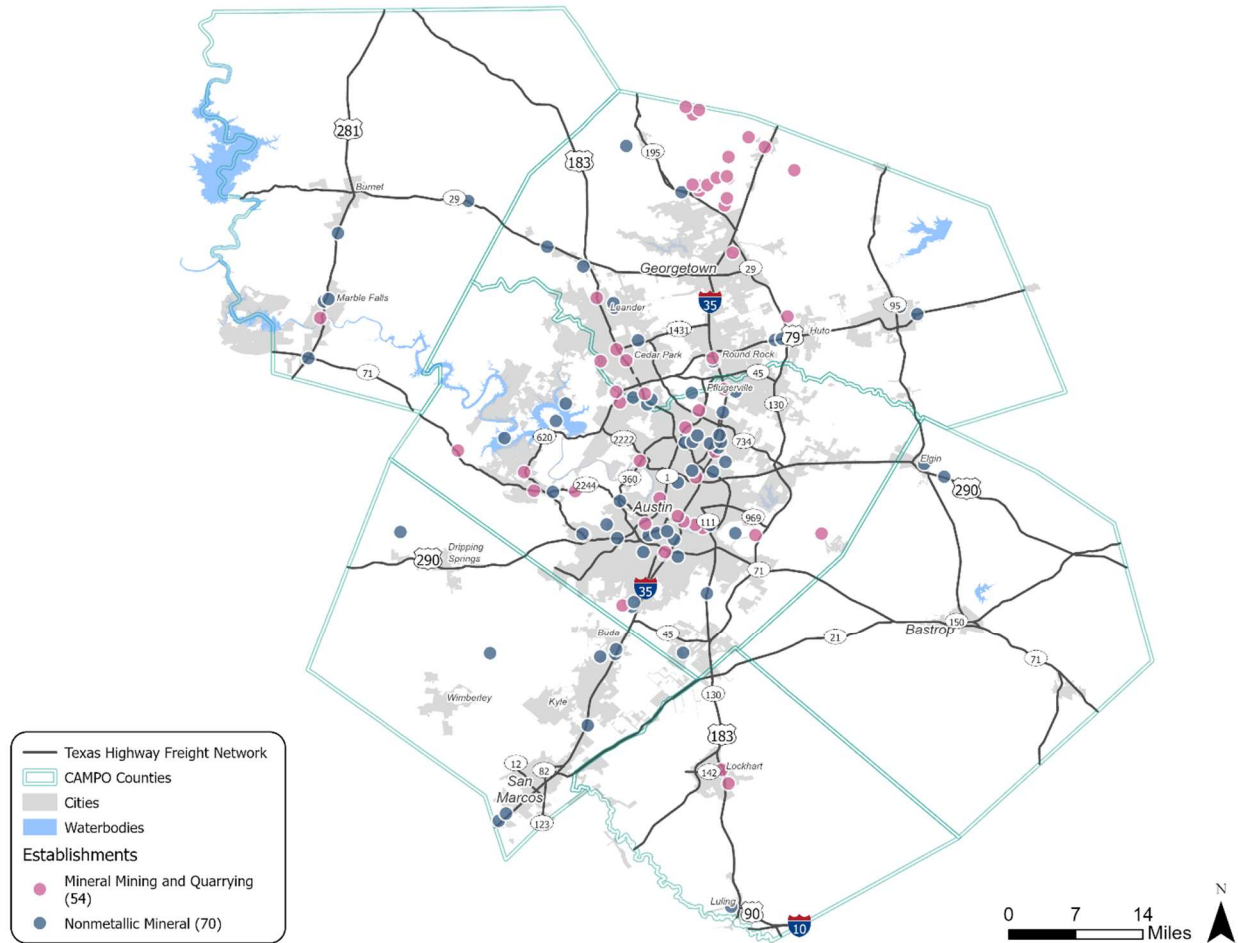 281
183
195
Burnet
29
Georgetown
29
Marble Falls
Leander
35
95
1431
79
Hutto
Cedar Park
Round Rock
71
45
Pflugerville
130
620
2222
734
Elgin
360
1
2244
290
Austin
111
969
290
Dripping
Springs
35
71
150
Bastrop
Buda
45
21
71
Wimberley
Kyle
130
183
12
82
142
Lockhart
San
Marcos
123
Luling
90
10
Texas Highway Freight Network
CAMPO Counties
Cities
Waterbodies
Establishments
Mineral Mining and Quarrying
(54)
Nonmetallic Mineral (70)
N
0 7 14
Miles